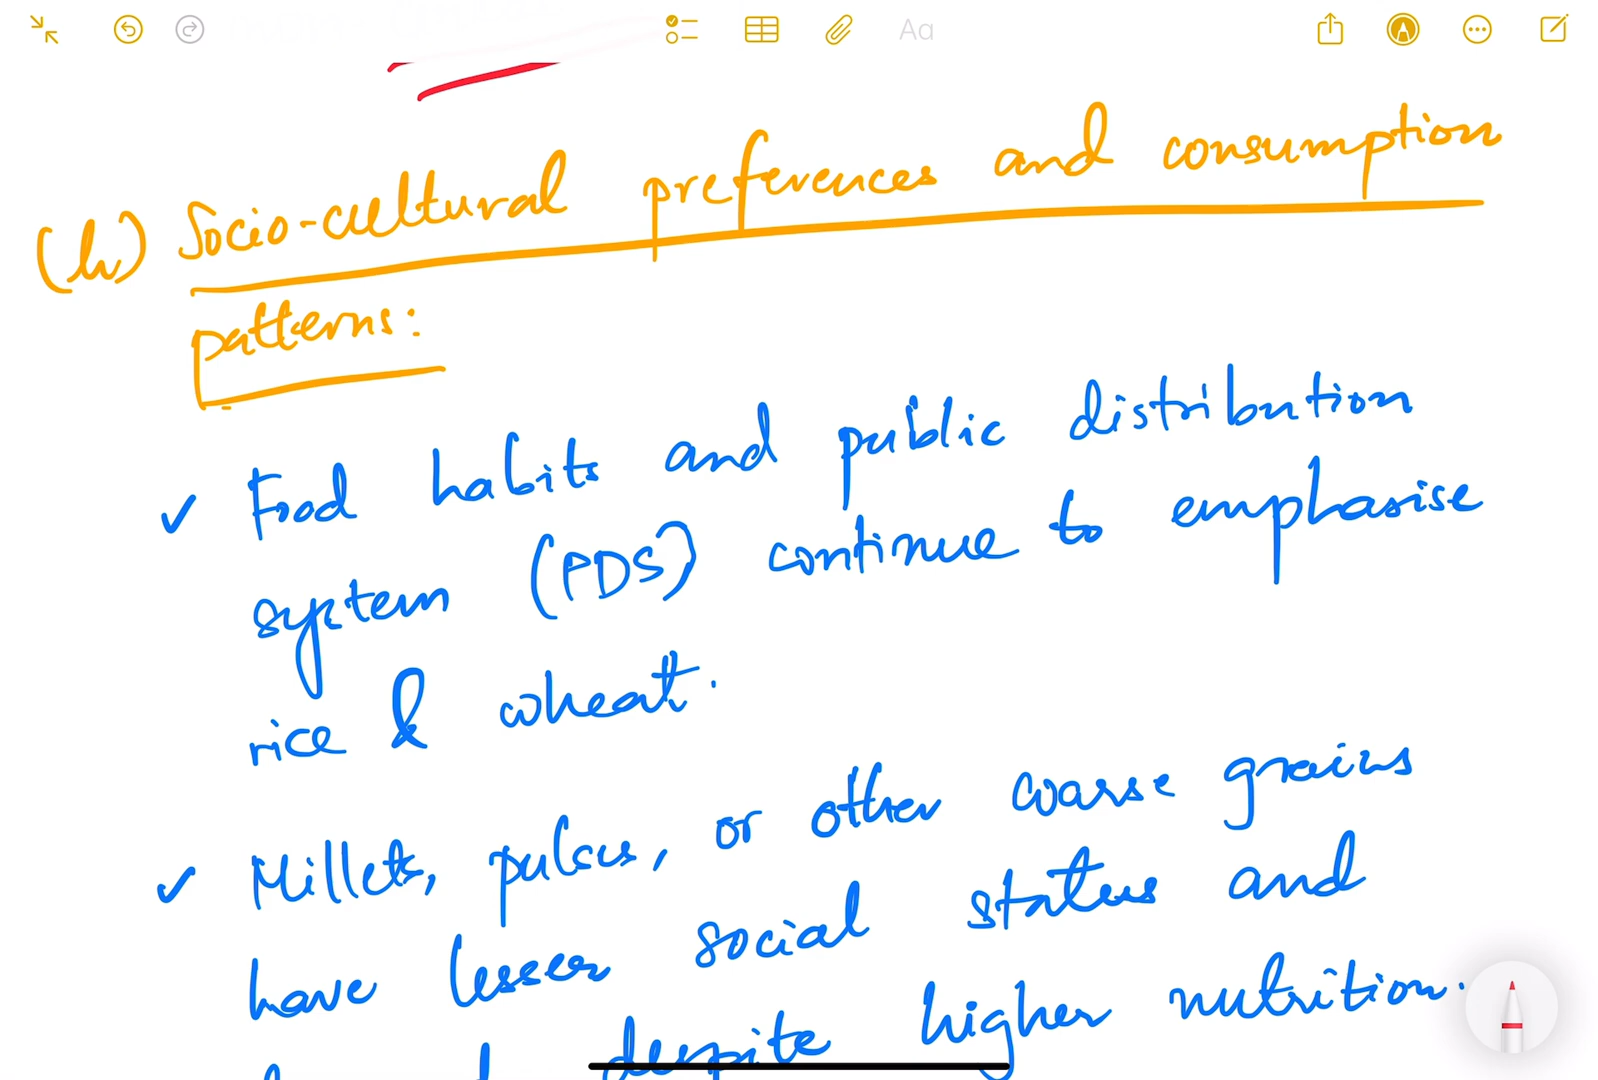 Aa
(h) Socio-cultural preferences and consumption
patterns:
✓ Food habits and public distribution
system (PDS) continue to emphasise
rice & wheat.
✓ Millets, pulses, or other coarse grains
have lesser social status and
despite higher nutrition.